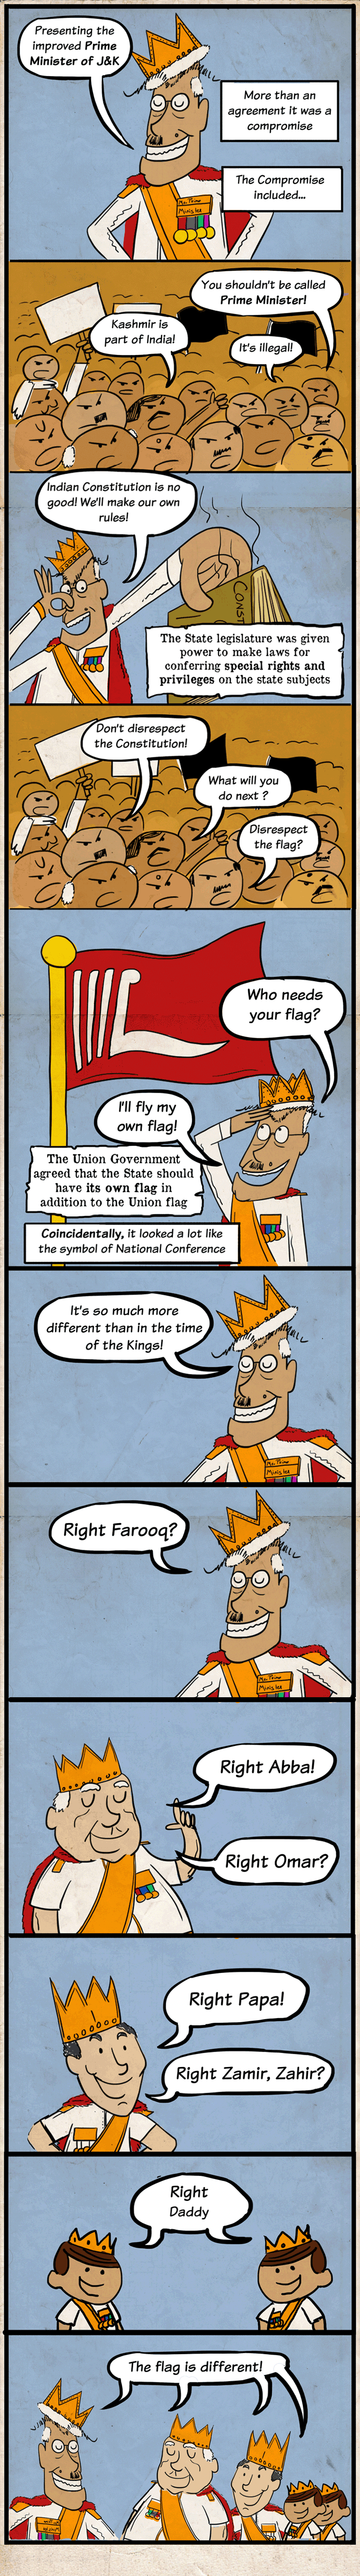 Presenting the
improved Prime
Minister of J&K
More than an
agreement it was a
compromise
The Compromise
included...
Mr. Prime
Minister
You shouldn't be called
Prime Minister!
Kashmir is
part of India!
It's illegal!
Indian Constitution is no
good! We'll make our own
rules!
CONST
The State legislature was given
power to make laws for
conferring special rights and
privileges on the state subjects
Don't disrespect
the Constitution!
What will you
do next ?
Disrespect
the flag?
Who needs
your flag?
I'll fly my
own flag!
The Union Government
agreed that the State should
have its own flag in
addition to the Union flag
Coincidentally, it looked a lot like
the symbol of National Conference
It's so much more
different than in the time
of the Kings!
Mr. Prime
Minister
Right Farooq?
Mr. Prime
Minister
Right Abba!
Right Omar?
Right Papa!
Right Zamir, Zahir?
Right
Daddy
The flag is different!